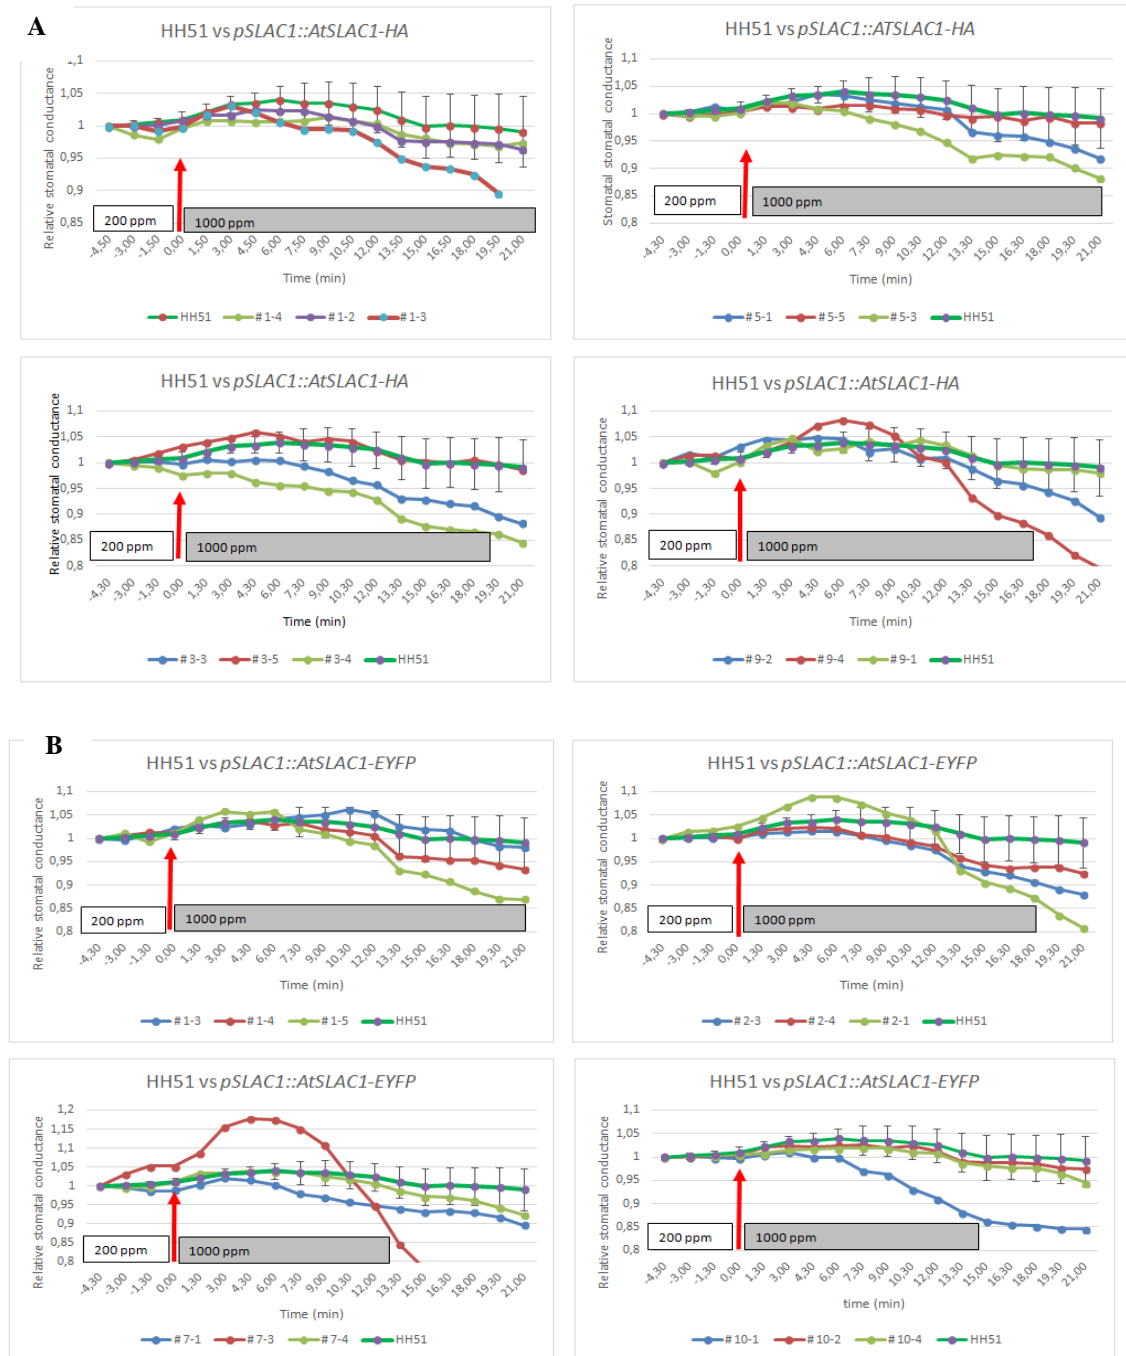 A
HH51 vs pSLAC1::AtSLAC1-HA
Relative stomatal conductance
1,1
1,05
1
0,95
0,9
0,85
200 ppm
1000 ppm
-4,50 -3,00 -1,50 0,00 1,50 3,00 4,50 6,00 7,50 9,00 10,50 12,00 13,50 15,00 16,50 18,00 19,50 21,00
Time (min)
HH51 #1-4 #1-2 #1-3
HH51 vs pSLAC1::ATSLAC1-HA
Stomatal conductance
1,1
1,05
1
0,95
0,9
0,85
0,8
200 ppm
1000 ppm
-4,30 -3,00 -1,30 0,00 1,30 3,00 4,30 6,00 7,30 9,00 10,30 12,00 13,30 15,00 16,30 18,00 19,30 21,00
Time (min)
#5-1 #5-5 #5-3 HH51
HH51 vs pSLAC1::AtSLAC1-HA
Relative stomatal conductance
1,1
1,05
1
0,95
0,9
0,85
0,8
200 ppm
1000 ppm
-4,30 -3,00 -1,30 0,00 1,30 3,00 4,30 6,00 7,30 9,00 10,30 12,00 13,30 15,00 16,30 18,00 19,30 21,00
Time (min)
#3-3 #3-5 #3-4 HH51
HH51 vs pSLAC1::AtSLAC1-HA
Relative stomatal conductance
1,1
1,05
1
0,95
0,9
0,85
0,8
200 ppm
1000 ppm
-4,30 -3,00 -1,30 0,00 1,30 3,00 4,30 6,00 7,30 9,00 10,30 12,00 13,30 15,00 16,30 18,00 19,30 21,00
Time (min)
#9-2 #9-4 #9-1 HH51
B
HH51 vs pSLAC1::AtSLAC1-EYFP
Relative stomatal conductance
1,1
1,05
1
0,95
0,9
0,85
0,8
200 ppm
1000 ppm
-4,30 -3,00 -1,30 0,00 1,30 3,00 4,30 6,00 7,30 9,00 10,30 12,00 13,30 15,00 16,30 18,00 19,30 21,00
Time (min)
#1-3 #1-4 #1-5 HH51
HH51 vs pSLAC1::AtSLAC1-EYFP
Relative stomatal conductance
1,1
1,05
1
0,95
0,9
0,85
0,8
200 ppm
1000 ppm
-4,30 -3,00 -1,30 0,00 1,30 3,00 4,30 6,00 7,30 9,00 10,30 12,00 13,30 15,00 16,30 18,00 19,30 21,00
Time (min)
#2-3 #2-4 #2-1 HH51
HH51 vs pSLAC1::AtSLAC1-EYFP
Relative stomatal conductance
1,2
1,15
1,1
1,05
1
0,95
0,9
0,85
0,8
200 ppm
1000 ppm
-4,30 -3,00 -1,30 0,00 1,30 3,00 4,30 6,00 7,30 9,00 10,30 12,00 13,30 15,00 16,30 18,00 19,30 21,00
Time (min)
#7-1 #7-3 #7-4 HH51
HH51 vs pSLAC1::AtSLAC1-EYFP
Relative stomatal conductance
1,1
1,05
1
0,95
0,9
0,85
0,8
200 ppm
1000 ppm
-4,30 -3,00 -1,30 0,00 1,30 3,00 4,30 6,00 7,30 9,00 10,30 12,00 13,30 15,00 16,30 18,00 19,30 21,00
time (min)
#10-1 #10-2 #10-4 HH51